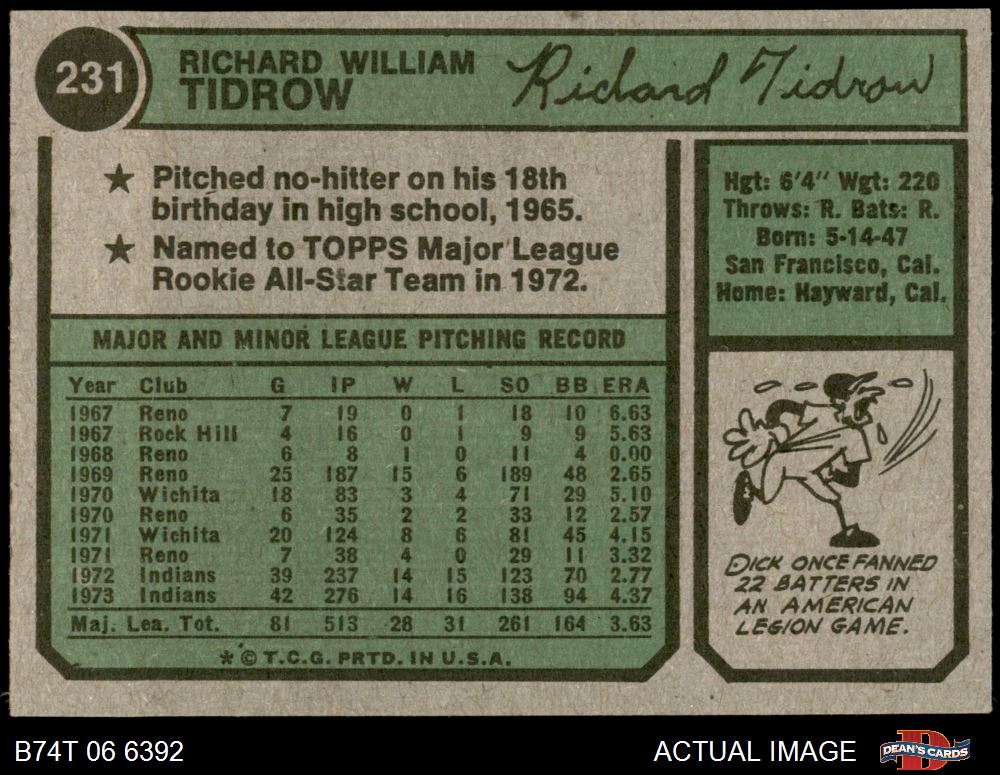 231
RICHARD WILLIAM
TIDROW
Richard Tidrow
★ Pitched no-hitter on his 18th
birthday in high school, 1965.
★ Named to TOPPS Major League
Rookie All-Star Team in 1972.
Hgt: 6'4" Wgt: 220
Throws: R. Bats: R.
Born: 5-14-47
San Francisco, Cal.
Home: Hayward, Cal.
MAJOR AND MINOR LEAGUE PITCHING RECORD
Year Club G IP W L SO BB ERA
1967 Reno 7 19 0 1 18 10 6.63
1967 Rock Hill 4 16 0 1 9 9 5.63
1968 Reno 6 8 1 0 11 4 0.00
1969 Reno 25 187 15 6 189 48 2.65
1970 Wichita 18 83 3 4 71 29 5.10
1970 Reno 6 35 2 2 33 12 2.57
1971 Wichita 20 124 8 6 81 45 4.15
1971 Reno 7 38 4 0 29 11 3.32
1972 Indians 39 237 14 15 123 70 2.77
1973 Indians 42 276 14 16 138 94 4.37
Maj. Lea. Tot. 81 513 28 31 261 164 3.63
* © T.C.G. PRTD. IN U.S.A.
DICK ONCE FANNED
22 BATTERS IN
AN AMERICAN
LEGION GAME.
B74T 06 6392
ACTUAL IMAGE
DEAN'S CARDS